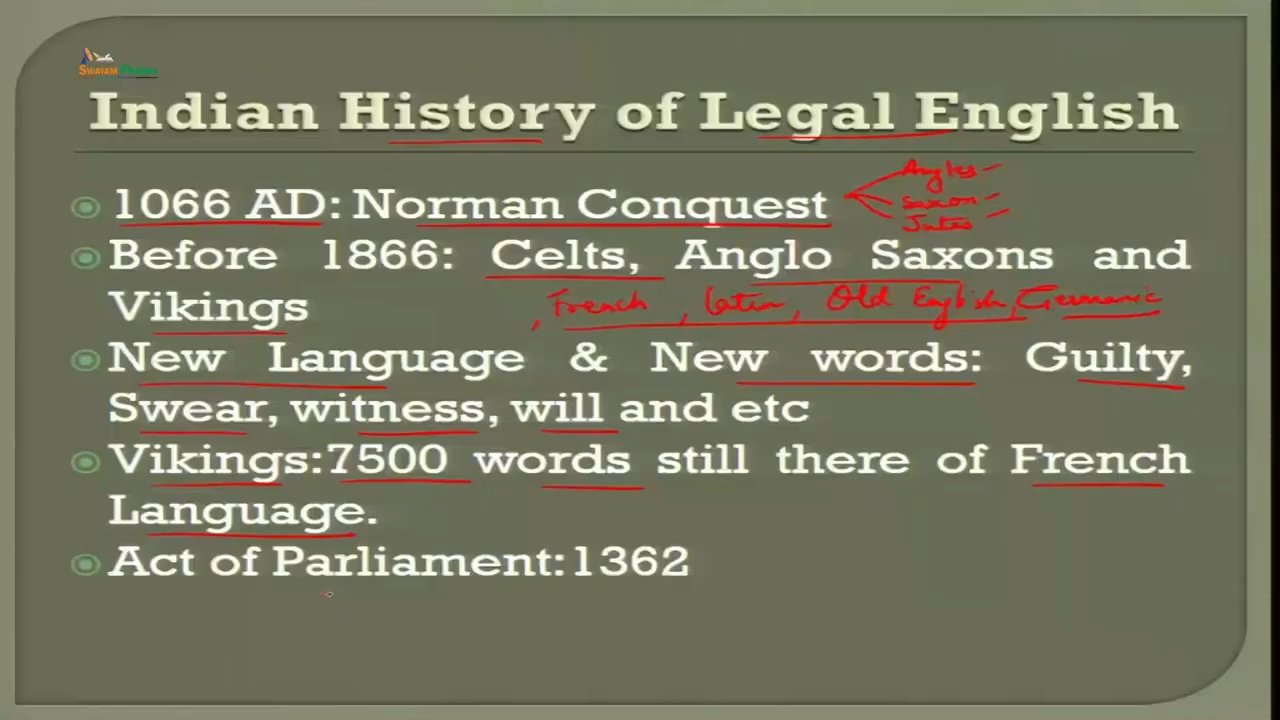 SWAYAM PRABHA
Indian History of Legal English
1066 AD: Norman Conquest
Angles
Saxon
Jutes
Before 1866: Celts, Anglo Saxons and
Vikings
, French, Latin, Old English, Germanic
New Language & New words: Guilty,
Swear, witness, will and etc
Vikings:7500 words still there of French
Language.
Act of Parliament:1362